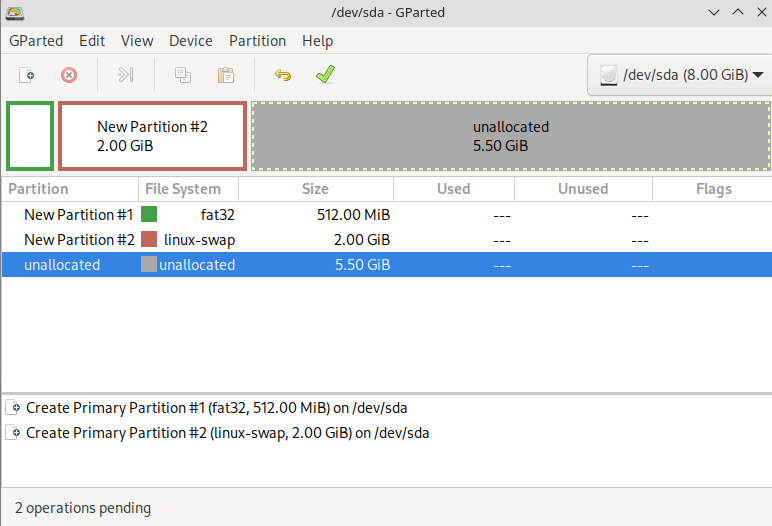 /dev/sda - GParted
GParted Edit View Device Partition Help
/dev/sda (8.00 GiB)
New Partition #2
2.00 GiB
unallocated
5.50 GiB
Partition File System Size Used Unused Flags
New Partition #1 fat32 512.00 MiB --- ---
New Partition #2 linux-swap 2.00 GiB --- ---
unallocated unallocated 5.50 GiB --- ---
Create Primary Partition #1 (fat32, 512.00 MiB) on /dev/sda
Create Primary Partition #2 (linux-swap, 2.00 GiB) on /dev/sda
2 operations pending